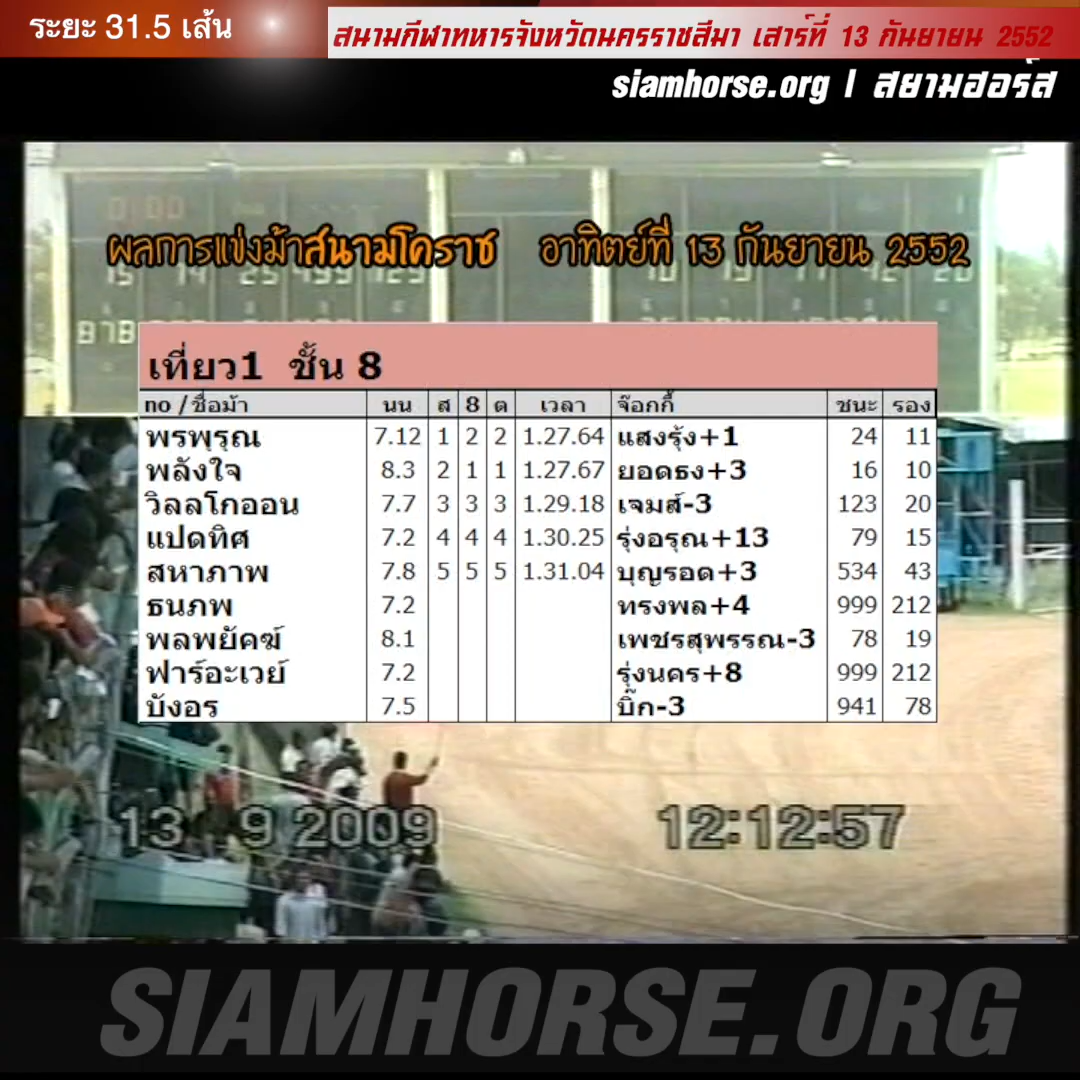 ระยะ 31.5 เส้น
สนามกีฬาทหารจังหวัดนครราชสีมา เสาร์ที่ 13 กันยายน 2552
siamhorse.org | สยามฮอร์ส
ผลการแข่งม้าสนามโคราช อาทิตย์ที่ 13 กันยายน 2552
เที่ยว1 ชั้น 8
no /ชื่อม้า นน ส 8 ต เวลา จ๊อกกี้ ชนะ รอง
พรพุรุณ 7.12 1 2 2 1.27.64 แสงรุ้ง+1 24 11
พลังใจ 8.3 2 1 1 1.27.67 ยอดธง+3 16 10
วิลลโกออน 7.7 3 3 3 1.29.18 เจมส์-3 123 20
แปดทิศ 7.2 4 4 4 1.30.25 รุ่งอรุณ+13 79 15
สหาภาพ 7.8 5 5 5 1.31.04 บุญรอด+3 534 43
ธนภพ 7.2 ทรงพล+4 999 212
พลพยัคฆ์ 8.1 เพชรสุพรรณ-3 78 19
ฟาร์อะเวย์ 7.2 รุ่งนคร+8 999 212
บังอร 7.5 บิ๊ก-3 941 78
13 9 2009 12:12:57
SIAMHORSE.ORG